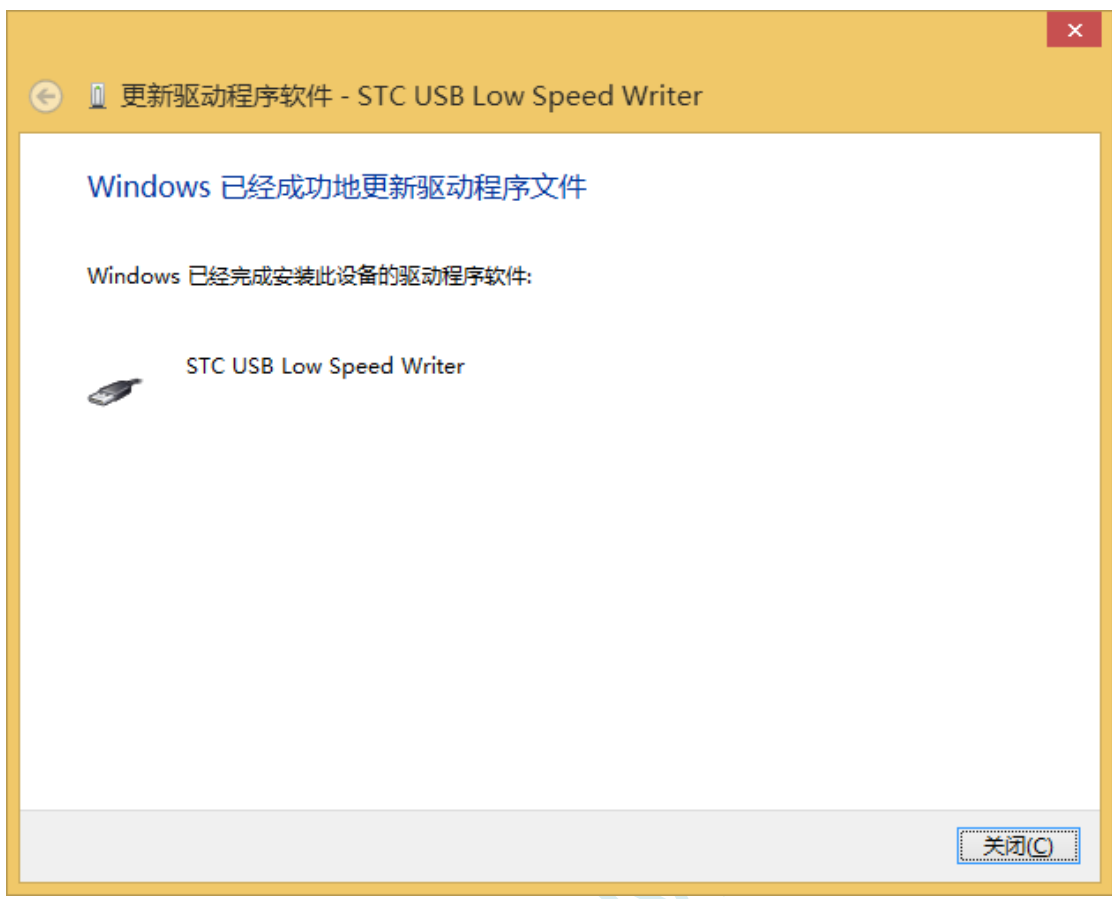 更新驱动程序软件 - STC USB Low Speed Writer
Windows 已经成功地更新驱动程序文件
Windows 已经完成安装此设备的驱动程序软件:
STC USB Low Speed Writer
关闭(C)